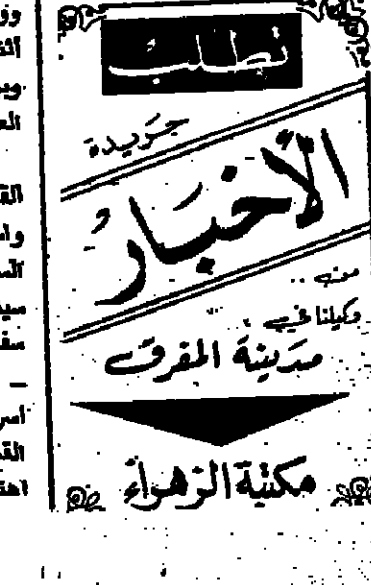 تطلب
جريدة
الأخبار
من ..
وكيلنا في
مدينة المفرق
مكتبة الزهراء